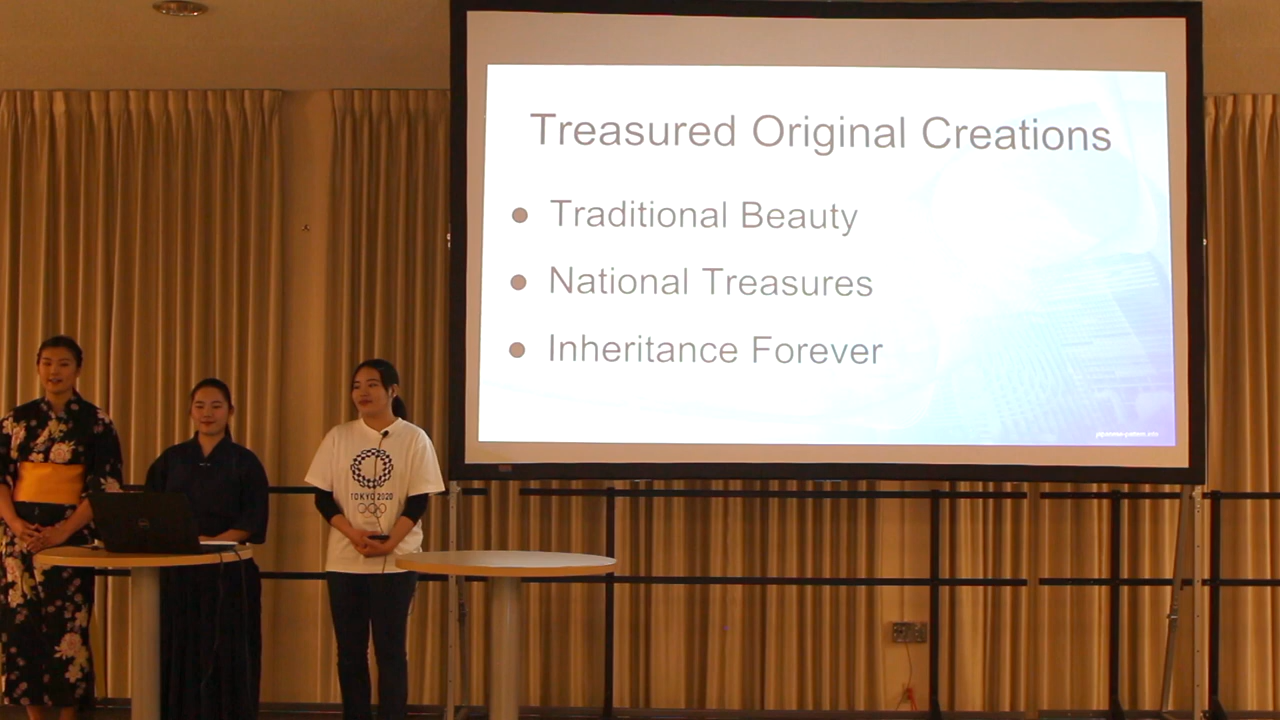 Treasured Original Creations
Traditional Beauty
National Treasures
Inheritance Forever
TOKYO 2020